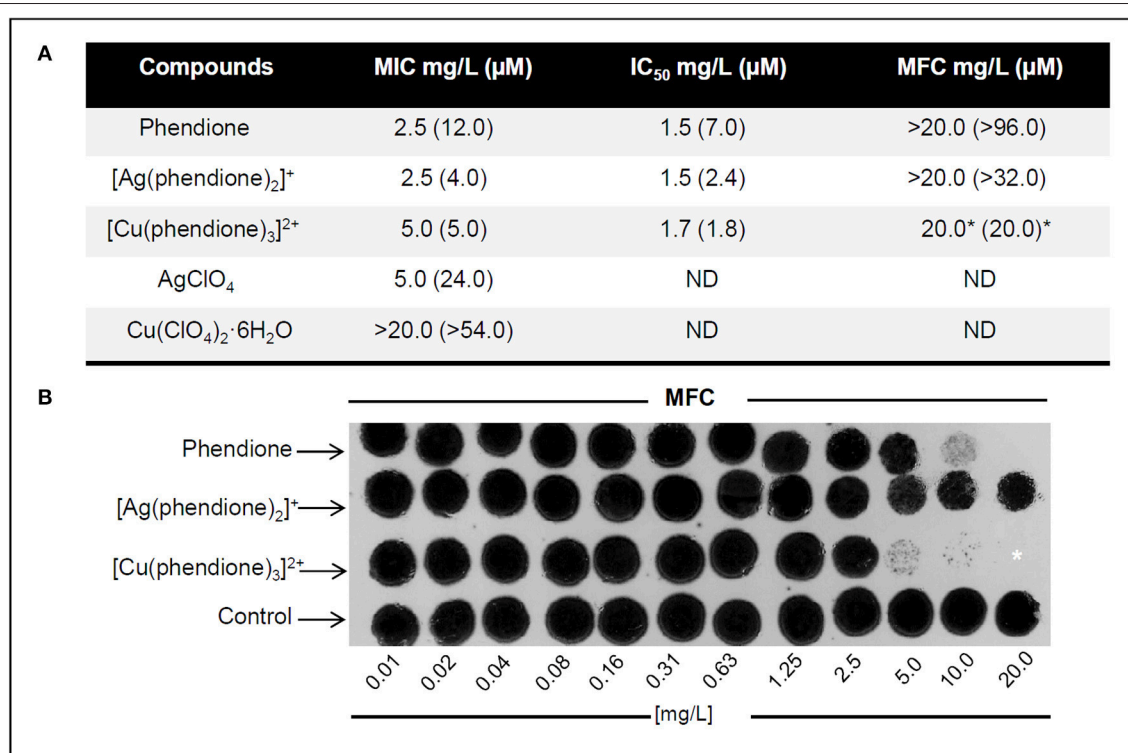 A
Compounds MIC mg/L (µM) IC₅₀ mg/L (µM) MFC mg/L (µM)
Phendione 2.5 (12.0) 1.5 (7.0) >20.0 (>96.0)
[Ag(phendione)₂]⁺ 2.5 (4.0) 1.5 (2.4) >20.0 (>32.0)
[Cu(phendione)₃]²⁺ 5.0 (5.0) 1.7 (1.8) 20.0* (20.0)*
AgClO₄ 5.0 (24.0) ND ND
Cu(ClO₄)₂·6H₂O >20.0 (>54.0) ND ND
B
MFC
Phendione
[Ag(phendione)₂]⁺
[Cu(phendione)₃]²⁺ *
Control
0.01 0.02 0.04 0.08 0.16 0.31 0.63 1.25 2.5 5.0 10.0 20.0
[mg/L]